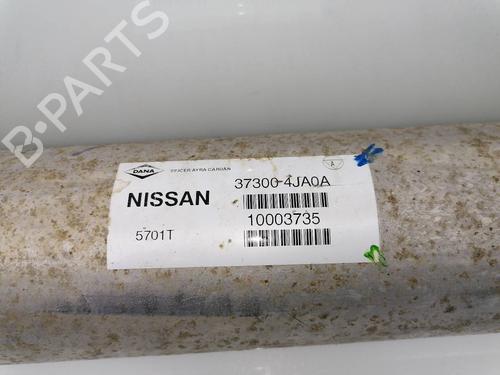 DANA
SPICER AYRA CARDAN
A
NISSAN
37300-4JA0A
10003735
5701T
B-PARTS